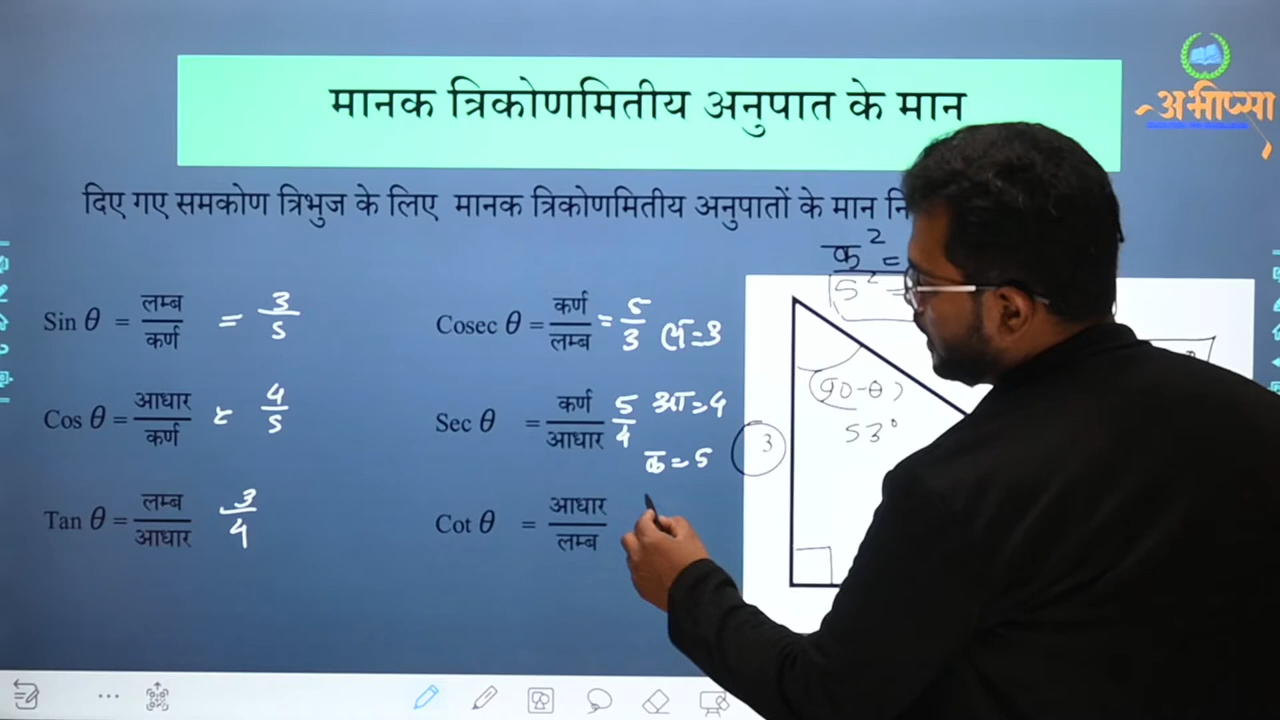 मानक त्रिकोणमितीय अनुपात के मान
अभीप्सा
दिए गए समकोण त्रिभुज के लिए मानक त्रिकोणमितीय अनुपातों के मान
क² =
5² =
Sin θ = लम्ब/कर्ण = 3/5
Cosec θ = कर्ण/लम्ब = 5/3 लं=3
Cos θ = आधार/कर्ण = 4/5
Sec θ = कर्ण/आधार 5/4 आ=4
क=5
Tan θ = लम्ब/आधार 3/4
Cot θ = आधार/लम्ब
(90-θ)
53°
3